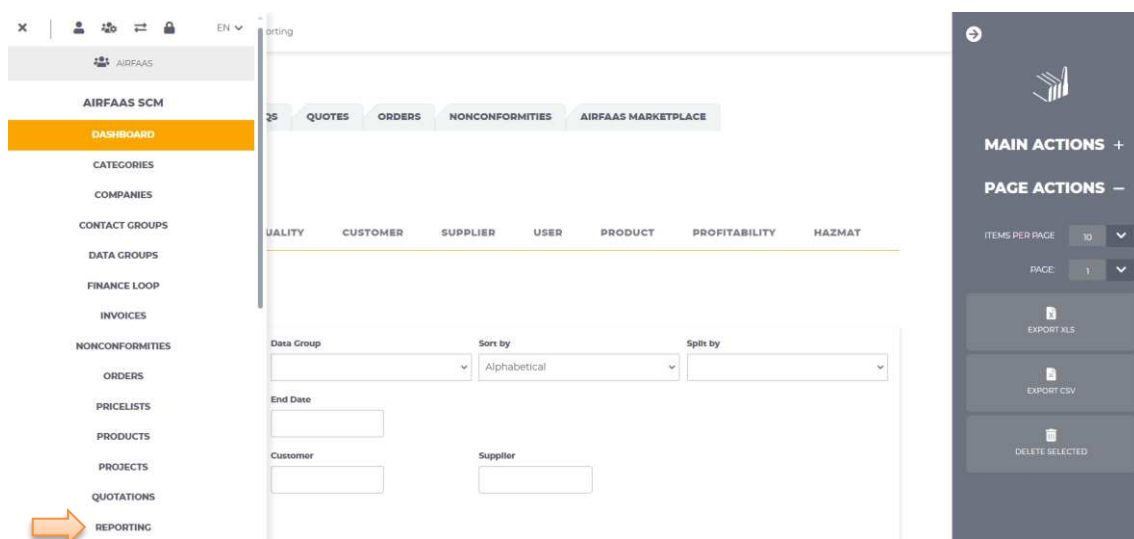 EN
orting
AIRFAAS
AIRFAAS SCM
DASHBOARD
CATEGORIES
COMPANIES
CONTACT GROUPS
DATA GROUPS
FINANCE LOOP
INVOICES
NONCONFORMITIES
ORDERS
PRICELISTS
PRODUCTS
PROJECTS
QUOTATIONS
REPORTING
QS QUOTES ORDERS NONCONFORMITIES AIRFAAS MARKETPLACE
UALITY CUSTOMER SUPPLIER USER PRODUCT PROFITABILITY HAZMAT
Data Group Sort by Split by
Alphabetical
End Date
Customer Supplier
MAIN ACTIONS +
PAGE ACTIONS –
ITEMS PER PAGE 10
PAGE 1
EXPORT XLS
EXPORT CSV
DELETE SELECTED